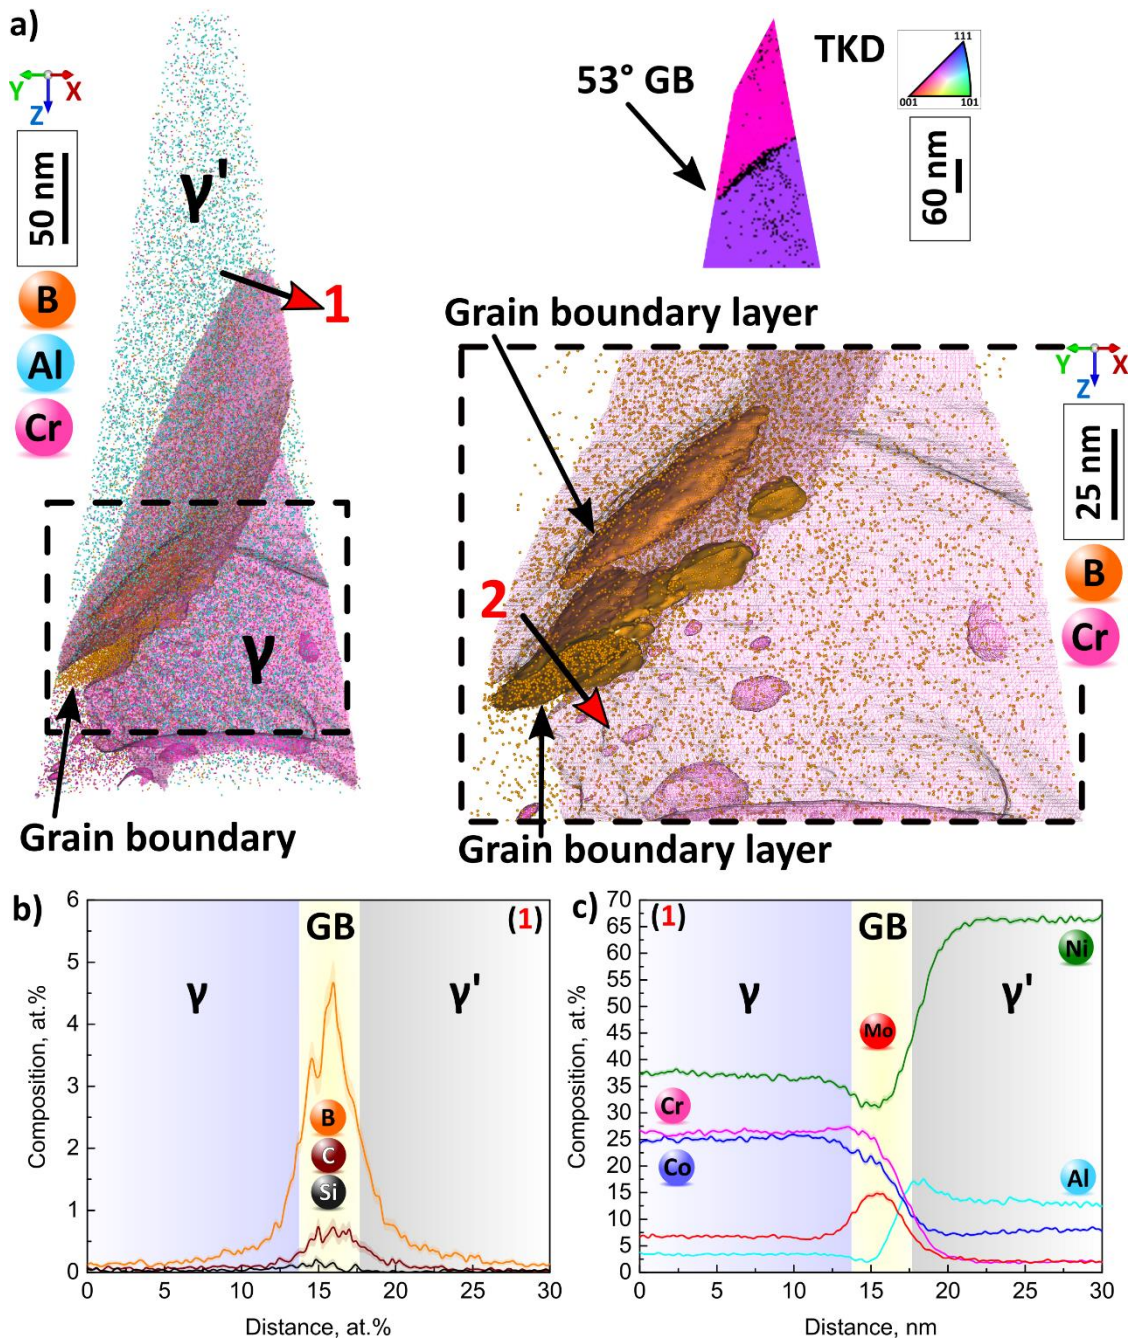 a)
Y X
Z
50 nm
B
Al
Cr
γ'
1
γ
Grain boundary
53° GB
TKD
111
001 101
60 nm
Grain boundary layer
Y X
Z
25 nm
B
Cr
2
Grain boundary layer
b)
(1)
GB
γ
γ'
B
C
Si
Composition, at.%
6
5
4
3
2
1
0
0 5 10 15 20 25 30
Distance, at.%
c)
(1)
GB
γ
γ'
Ni
Mo
Cr
Co
Al
Composition, at.%
70
65
60
55
50
45
40
35
30
25
20
15
10
5
0
0 5 10 15 20 25 30
Distance, nm